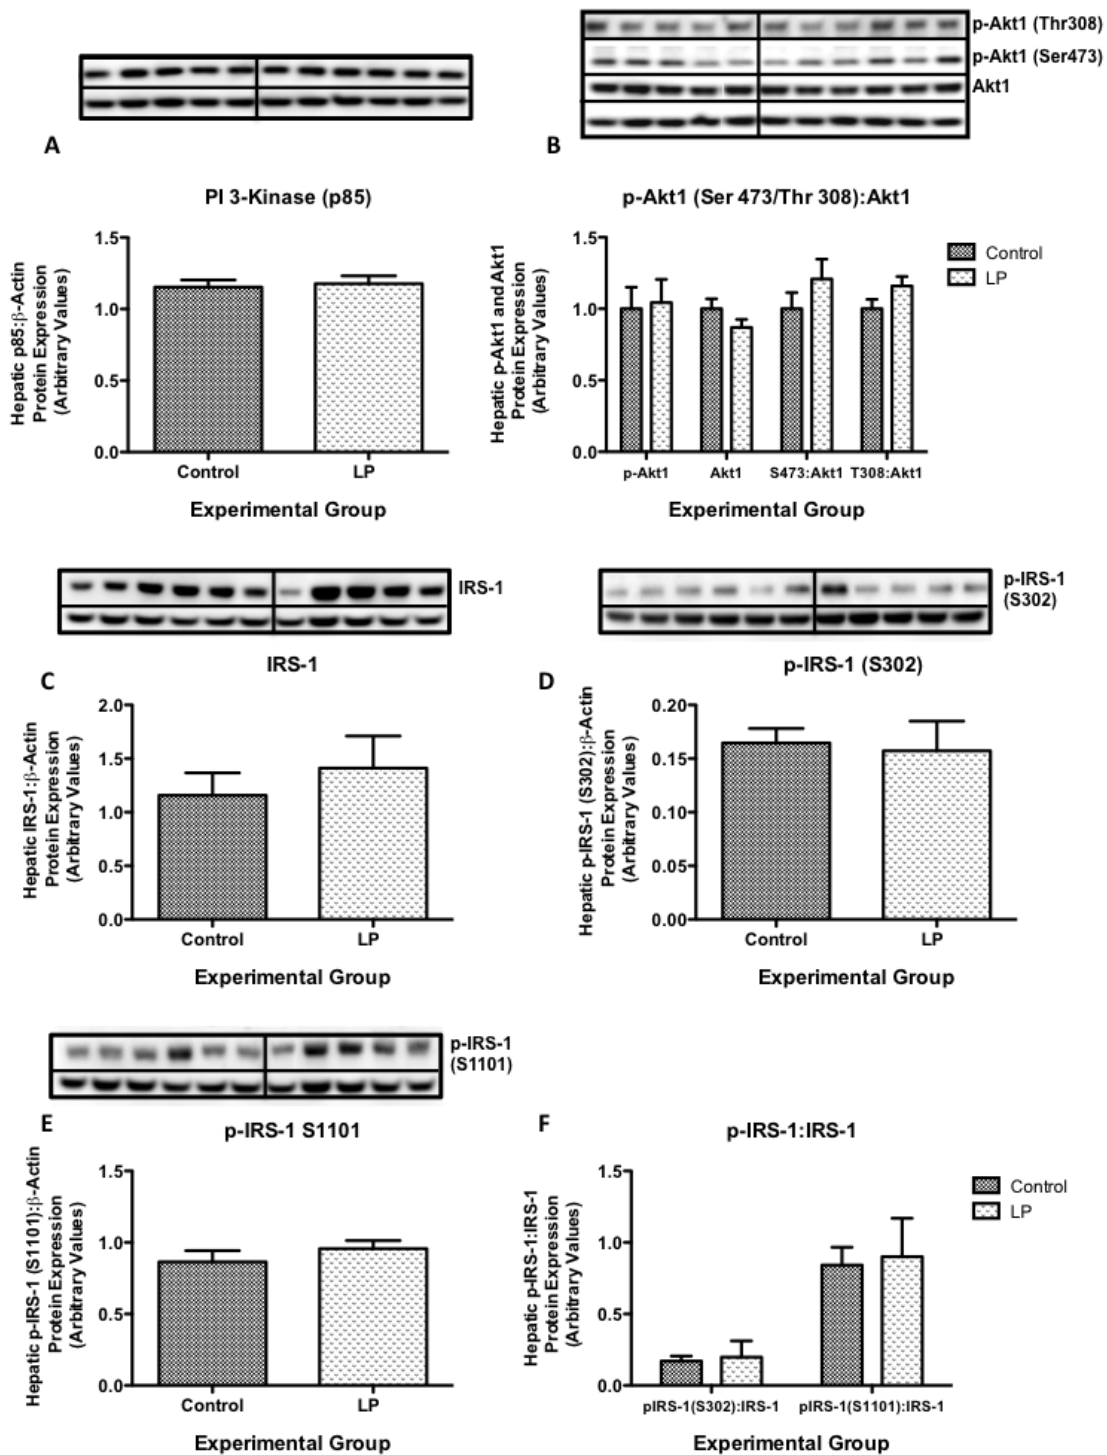 p-Akt1 (Thr308)
p-Akt1 (Ser473)
Akt1
A
B
PI 3-Kinase (p85)
Hepatic p85:β-Actin
Protein Expression
(Arbitrary Values)
1.5
1.0
0.5
0.0
Control
LP
Experimental Group
p-Akt1 (Ser 473/Thr 308):Akt1
Hepatic p-Akt1 and Akt1
Protein Expression
(Arbitrary Values)
1.5
1.0
0.5
0.0
p-Akt1
Akt1
S473:Akt1
T308:Akt1
Experimental Group
Control
LP
IRS-1
p-IRS-1
(S302)
C
IRS-1
Hepatic IRS-1:β-Actin
Protein Expression
(Arbitrary Values)
2.0
1.5
1.0
0.5
0.0
Control
LP
Experimental Group
D
p-IRS-1 (S302)
Hepatic p-IRS-1 (S302):β-Actin
Protein Expression
(Arbitrary Values)
0.20
0.15
0.10
0.05
0.00
Control
LP
Experimental Group
p-IRS-1
(S1101)
E
p-IRS-1 S1101
Hepatic p-IRS-1 (S1101):β-Actin
Protein Expression
(Arbitrary Values)
1.5
1.0
0.5
0.0
Control
LP
Experimental Group
F
p-IRS-1:IRS-1
Hepatic p-IRS-1:IRS-1
Protein Expression
(Arbitrary Values)
1.5
1.0
0.5
0.0
pIRS-1(S302):IRS-1
pIRS-1(S1101):IRS-1
Experimental Group
Control
LP